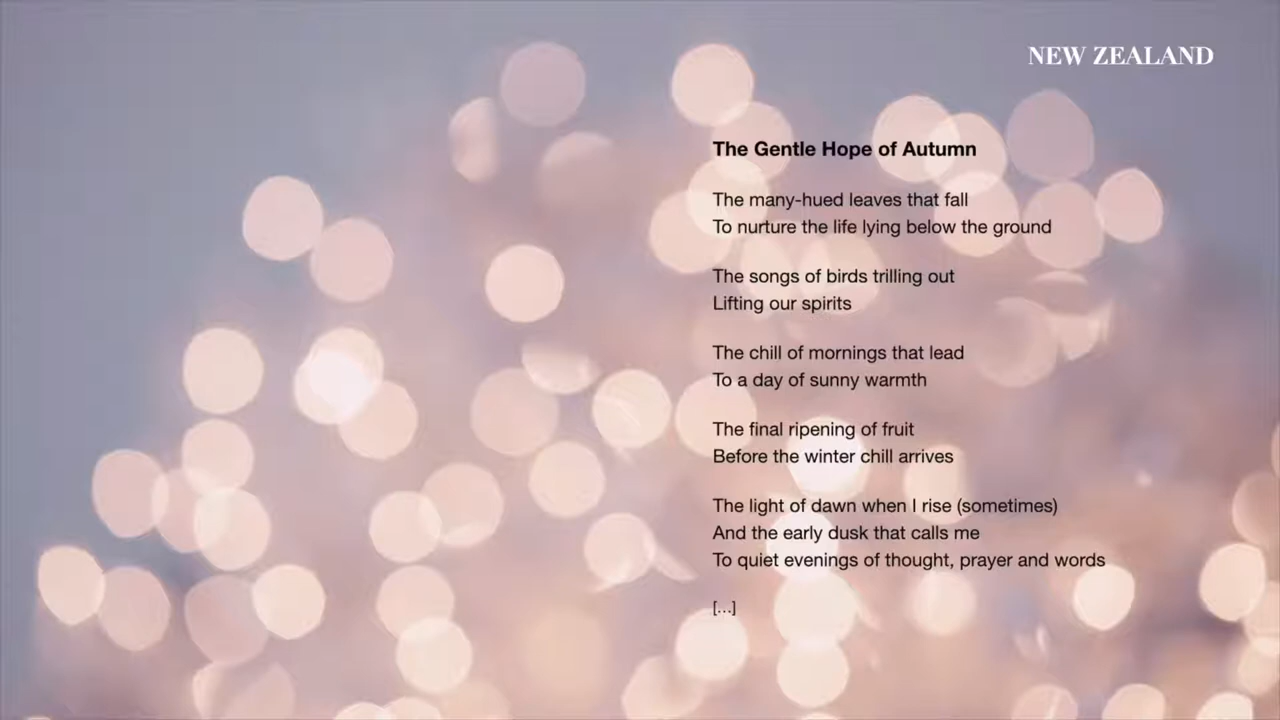 NEW ZEALAND
The Gentle Hope of Autumn
The many-hued leaves that fall
To nurture the life lying below the ground
The songs of birds trilling out
Lifting our spirits
The chill of mornings that lead
To a day of sunny warmth
The final ripening of fruit
Before the winter chill arrives
The light of dawn when I rise (sometimes)
And the early dusk that calls me
To quiet evenings of thought, prayer and words
[...]